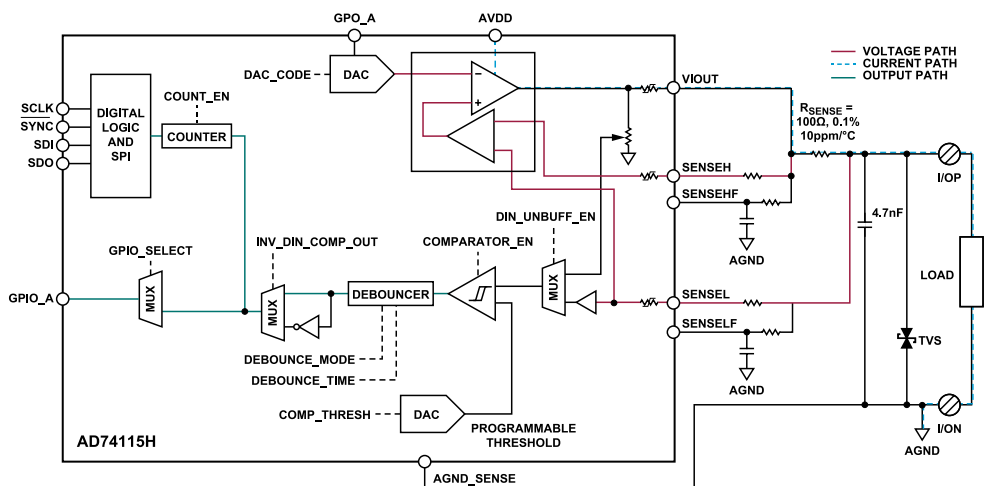 GPO_A
AVDD
VOLTAGE PATH
CURRENT PATH
OUTPUT PATH
DAC_CODE
DAC
−
+
VIOUT
RSENSE =
100Ω, 0.1%
10ppm/°C
COUNT_EN
SCLK
SYNC
SDI
SDO
DIGITAL
LOGIC
AND
SPI
COUNTER
SENSEH
SENSEHF
I/OP
4.7nF
AGND
LOAD
DIN_UNBUFF_EN
INV_DIN_COMP_OUT
COMPARATOR_EN
GPIO_SELECT
GPIO_A
MUX
MUX
DEBOUNCER
MUX
SENSEL
SENSELF
TVS
DEBOUNCE_MODE
DEBOUNCE_TIME
AGND
COMP_THRESH
DAC
PROGRAMMABLE
THRESHOLD
I/ON
AGND
AD74115H
AGND_SENSE